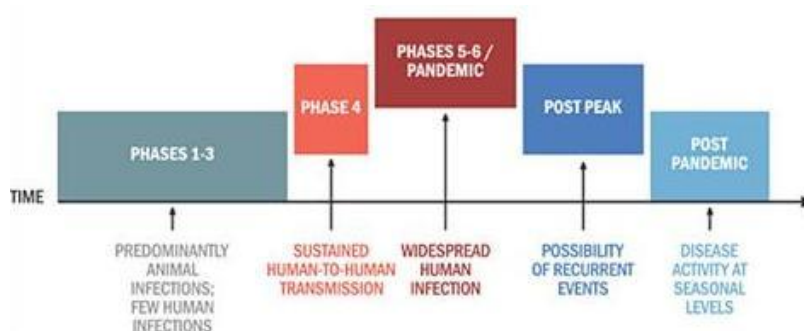 PHASES 5-6 /
PANDEMIC
PHASE 4
POST PEAK
PHASES 1-3
POST
PANDEMIC
TIME
PREDOMINANTLY
ANIMAL
INFECTIONS;
FEW HUMAN
INFECTIONS
SUSTAINED
HUMAN-TO-HUMAN
TRANSMISSION
WIDESPREAD
HUMAN
INFECTION
POSSIBILITY
OF RECURRENT
EVENTS
DISEASE
ACTIVITY AT
SEASONAL
LEVELS